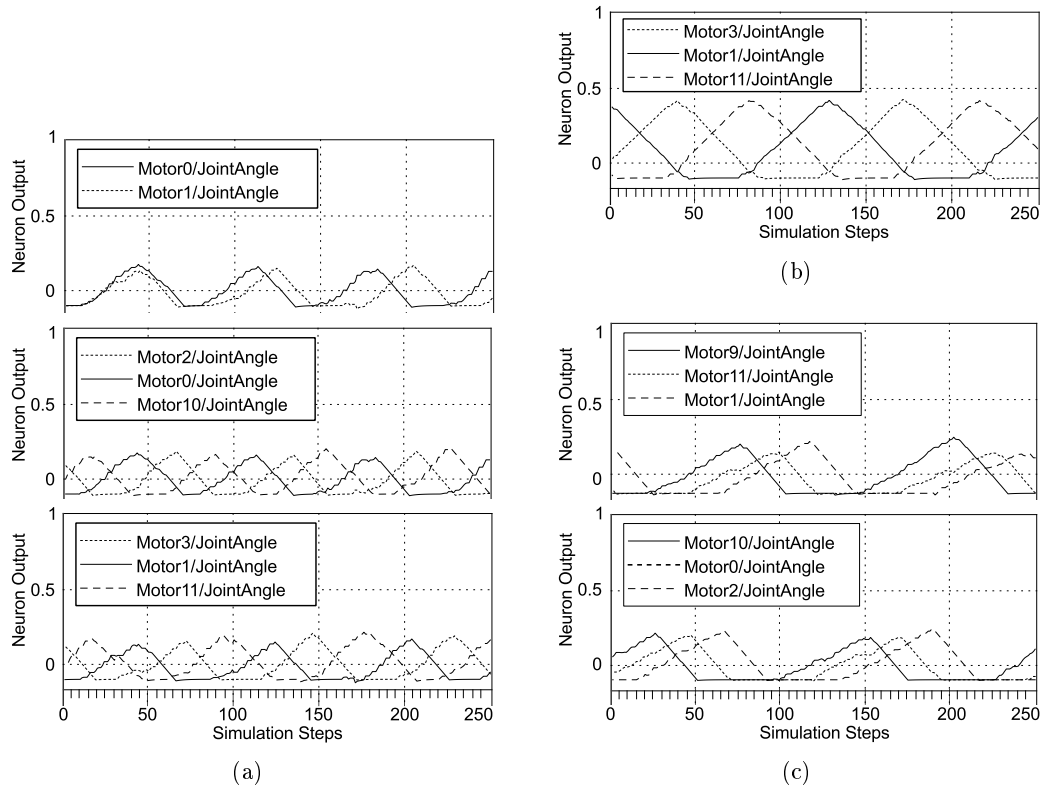 1
0.5
0
Neuron Output
Motor0/JointAngle
Motor1/JointAngle
1
0.5
0
Neuron Output
Motor2/JointAngle
Motor0/JointAngle
Motor10/JointAngle
1
0.5
0
Neuron Output
Motor3/JointAngle
Motor1/JointAngle
Motor11/JointAngle
0 50 100 150 200 250
Simulation Steps
(a)
1
0.5
0
Neuron Output
Motor3/JointAngle
Motor1/JointAngle
Motor11/JointAngle
0 50 100 150 200 250
Simulation Steps
(b)
1
0.5
0
Neuron Output
Motor9/JointAngle
Motor11/JointAngle
Motor1/JointAngle
1
0.5
0
Neuron Output
Motor10/JointAngle
Motor0/JointAngle
Motor2/JointAngle
0 50 100 150 200 250
Simulation Steps
(c)